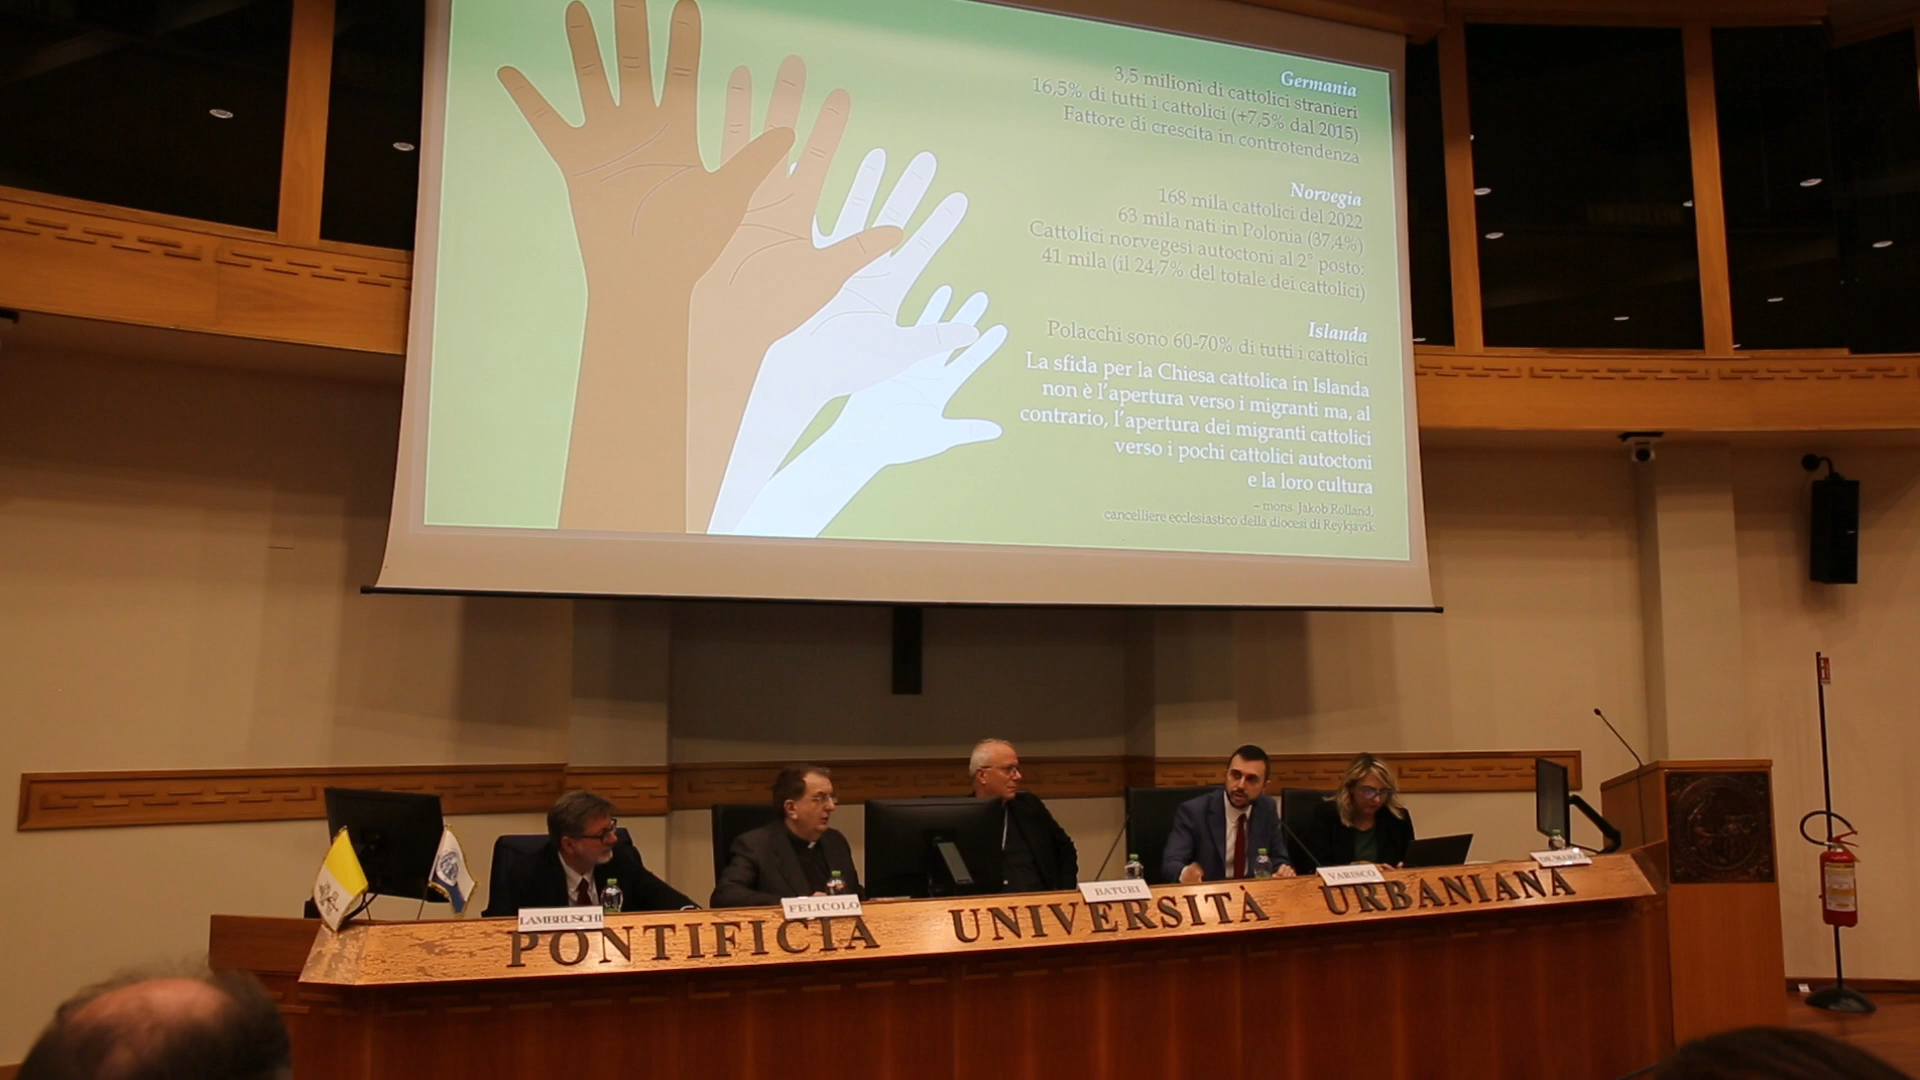 Germania
3,5 milioni di cattolici stranieri
16,5% di tutti i cattolici (+7,5% dal 2015)
Fattore di crescita in controtendenza
Norvegia
168 mila cattolici del 2022
63 mila nati in Polonia (37,4%)
Cattolici norvegesi autoctoni al 2° posto:
41 mila (il 24,7% del totale dei cattolici)
Islanda
Polacchi sono 60-70% di tutti i cattolici
La sfida per la Chiesa cattolica in Islanda
non è l'apertura verso i migranti ma, al
contrario, l'apertura dei migranti cattolici
verso i pochi cattolici autoctoni
e la loro cultura
– mons. Jakob Rolland,
cancelliere ecclesiastico della diocesi di Reykjavik
LAMBRUSCHI
FELICOLO
BATURI
VARISCO
DE MARCO
PONTIFICIA UNIVERSITÀ URBANIANA